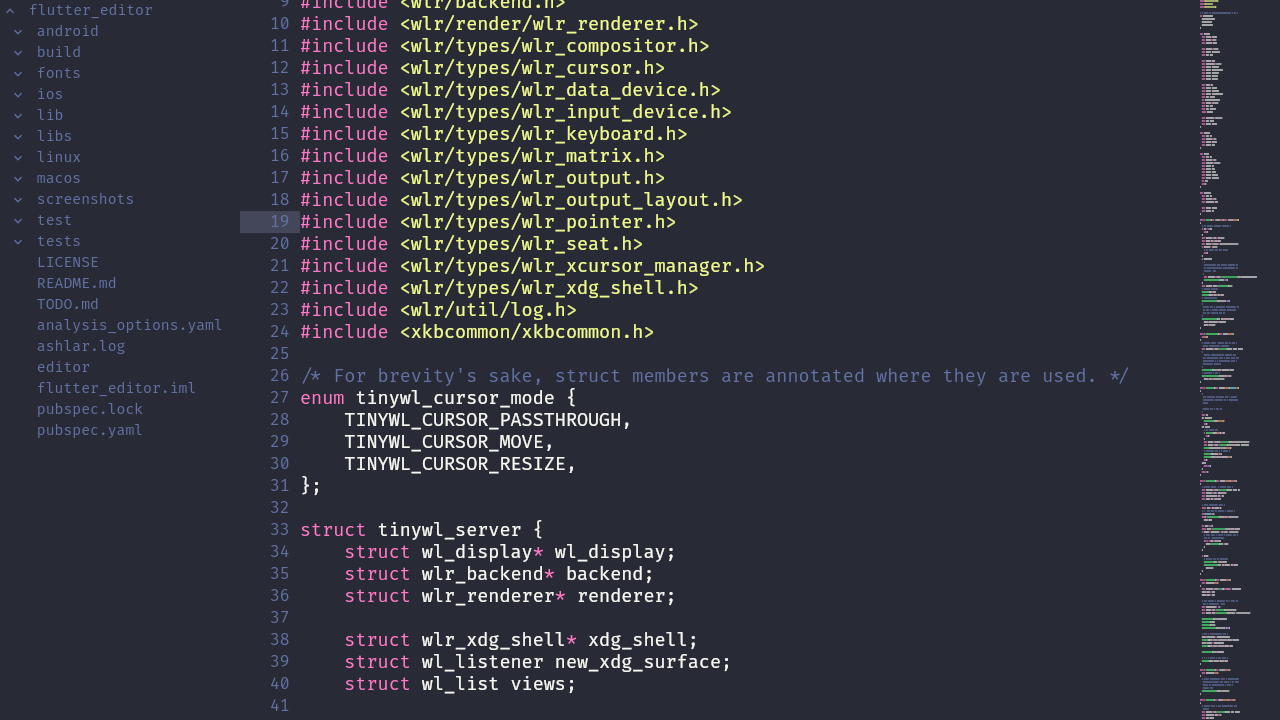 flutter_editor
android
build
fonts
ios
lib
libs
linux
macos
screenshots
test
tests
LICENSE
README.md
TODO.md
analysis_options.yaml
ashlar.log
editor
flutter_editor.iml
pubspec.lock
pubspec.yaml
9 #include <wlr/backend.h>
10 #include <wlr/render/wlr_renderer.h>
11 #include <wlr/types/wlr_compositor.h>
12 #include <wlr/types/wlr_cursor.h>
13 #include <wlr/types/wlr_data_device.h>
14 #include <wlr/types/wlr_input_device.h>
15 #include <wlr/types/wlr_keyboard.h>
16 #include <wlr/types/wlr_matrix.h>
17 #include <wlr/types/wlr_output.h>
18 #include <wlr/types/wlr_output_layout.h>
19 #include <wlr/types/wlr_pointer.h>
20 #include <wlr/types/wlr_seat.h>
21 #include <wlr/types/wlr_xcursor_manager.h>
22 #include <wlr/types/wlr_xdg_shell.h>
23 #include <wlr/util/log.h>
24 #include <xkbcommon/xkbcommon.h>
25
26 /* For brevity's sake, struct members are annotated where they are used. */
27 enum tinywl_cursor_mode {
28     TINYWL_CURSOR_PASSTHROUGH,
29     TINYWL_CURSOR_MOVE,
30     TINYWL_CURSOR_RESIZE,
31 };
32
33 struct tinywl_server {
34     struct wl_display* wl_display;
35     struct wlr_backend* backend;
36     struct wlr_renderer* renderer;
37
38     struct wlr_xdg_shell* xdg_shell;
39     struct wl_listener new_xdg_surface;
40     struct wl_list views;
41